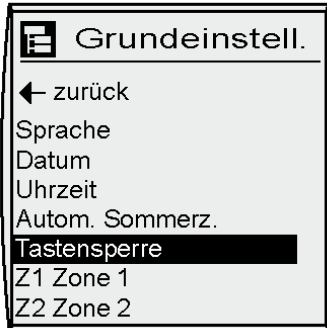 Grundeinstell.
← zurück
Sprache
Datum
Uhrzeit
Autom. Sommerz.
Tastensperre
Z1 Zone 1
Z2 Zone 2